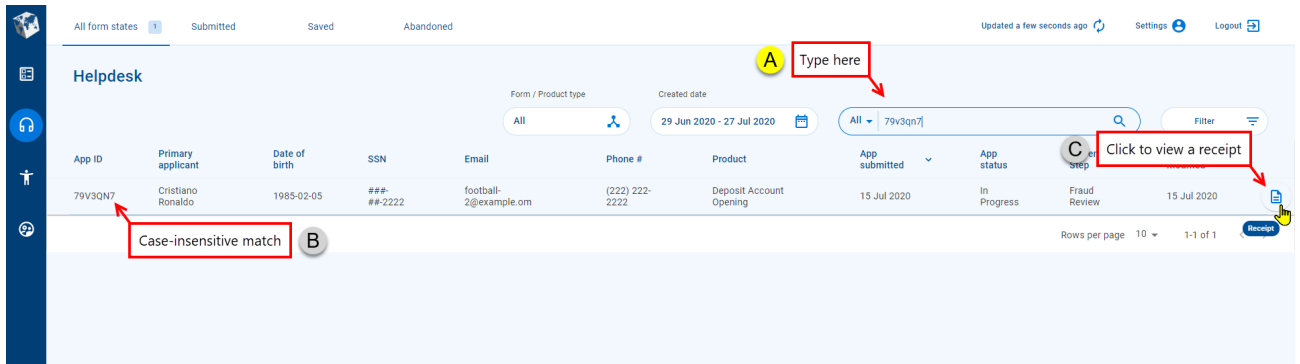 All form states 1 Submitted Saved Abandoned Updated a few seconds ago Settings Logout
A Type here
Helpdesk
Form / Product type Created date
All 29 Jun 2020 - 27 Jul 2020 All 79v3qn7 Filter
C Click to view a receipt
App ID Primary applicant Date of birth SSN Email Phone # Product App submitted App status Step
79V3QN7 Cristiano Ronaldo 1985-02-05 ###-##-2222 football-2@example.om (222) 222-2222 Deposit Account Opening 15 Jul 2020 In Progress Fraud Review 15 Jul 2020
Case-insensitive match B
Rows per page 10 1-1 of 1 Receipt